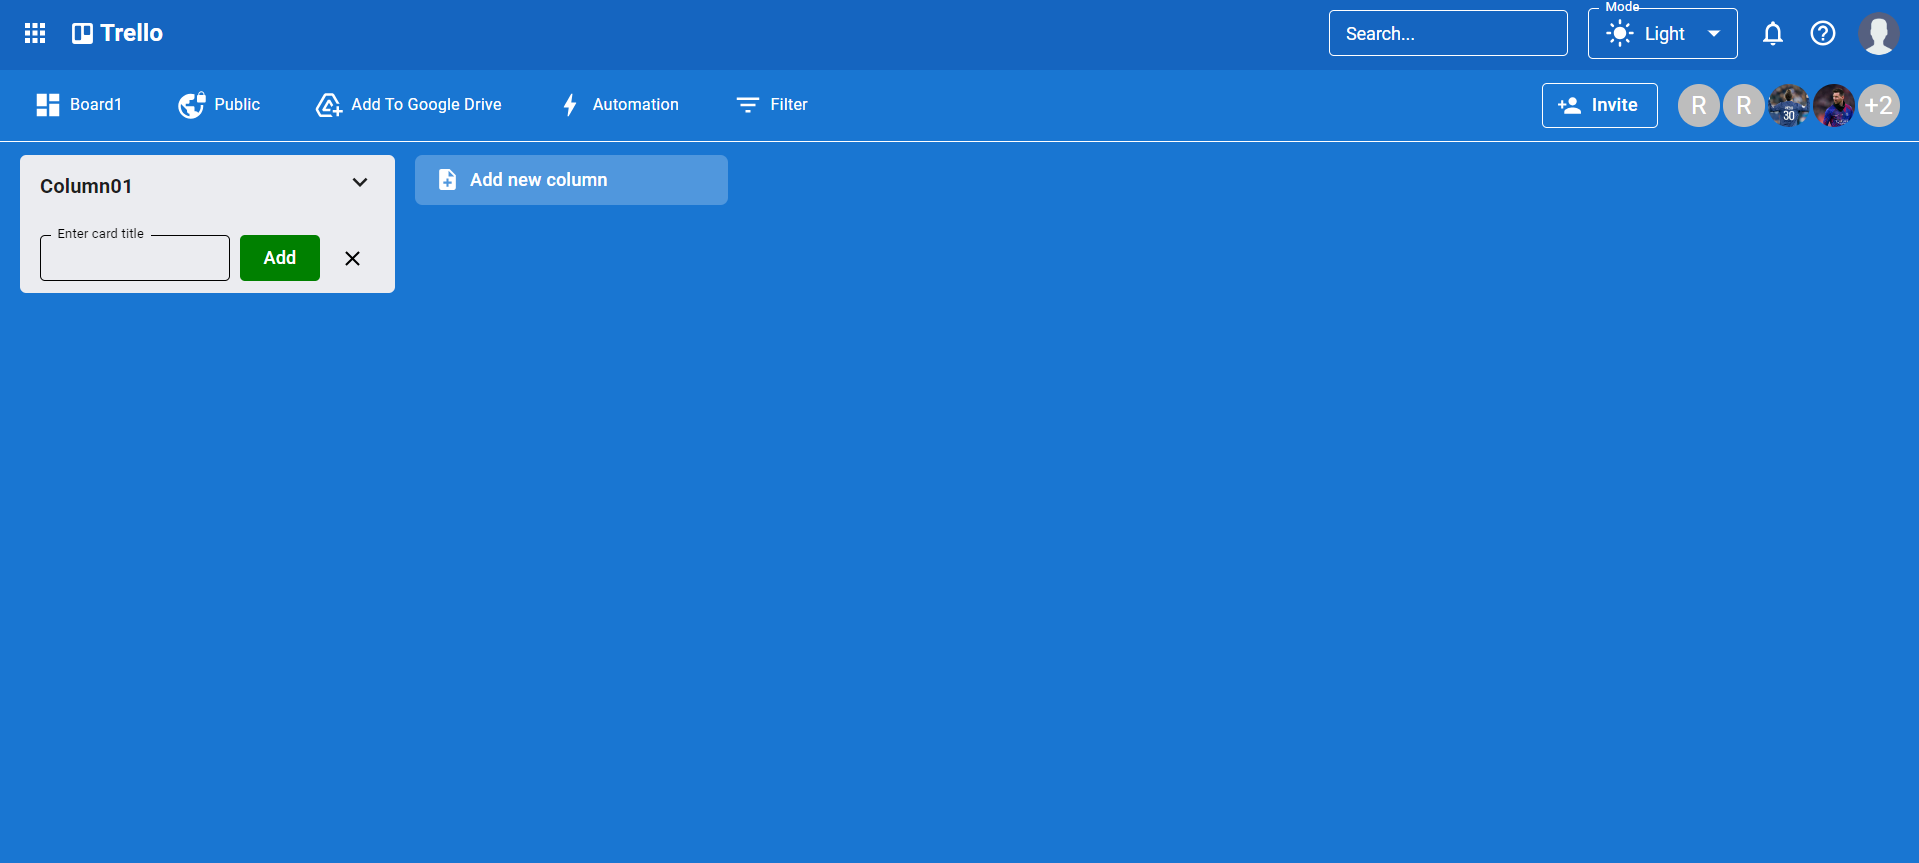 Trello
Search...
Mode
Light
Board1
Public
Add To Google Drive
Automation
Filter
Invite
R
R
30
+2
Column01
Add new column
Enter card title
Add